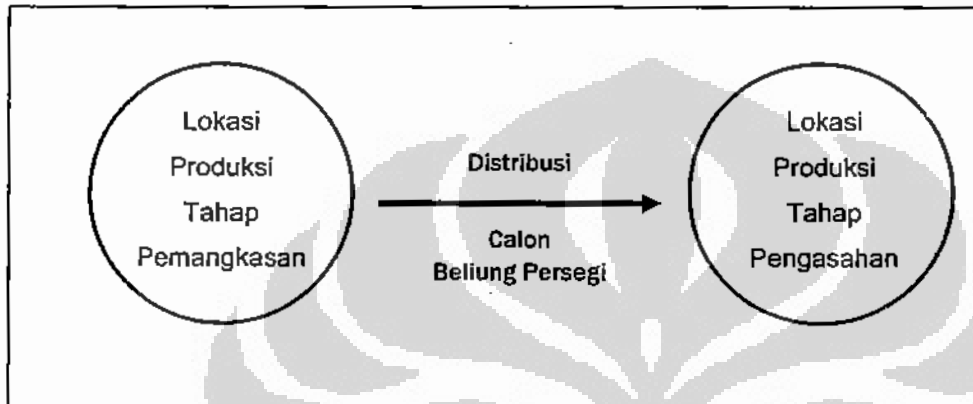 Lokasi
Produksi
Tahap
Pemangkasan
Distribusi
Calon
Beliung Persegi
Lokasi
Produksi
Tahap
Pengasahan